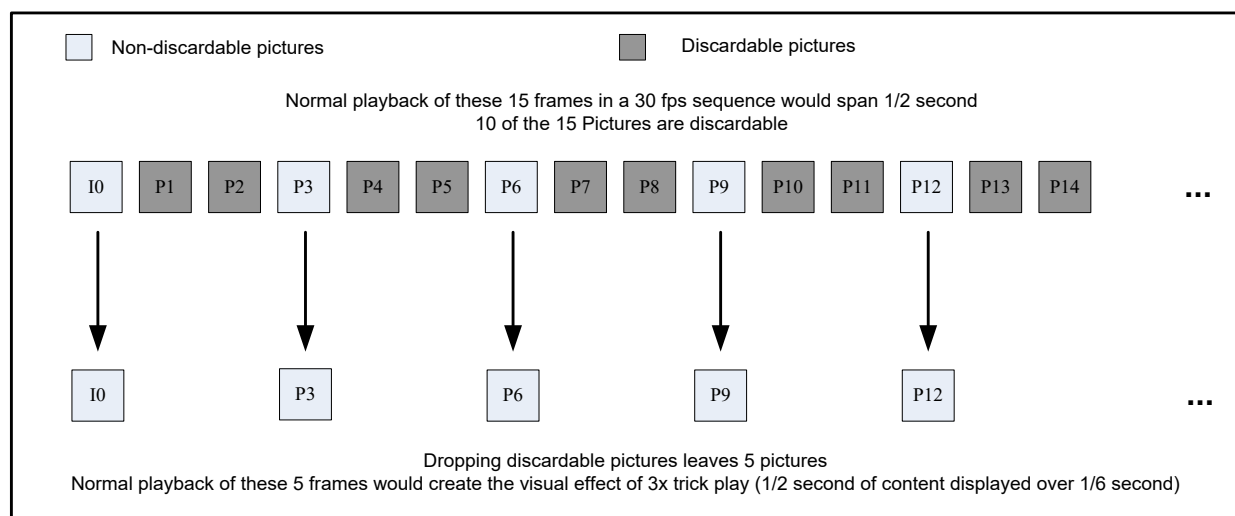 Non-discardable pictures Discardable pictures
Normal playback of these 15 frames in a 30 fps sequence would span 1/2 second
10 of the 15 Pictures are discardable
I0 P1 P2 P3 P4 P5 P6 P7 P8 P9 P10 P11 P12 P13 P14 ...
I0 P3 P6 P9 P12 ...
Dropping discardable pictures leaves 5 pictures
Normal playback of these 5 frames would create the visual effect of 3x trick play (1/2 second of content displayed over 1/6 second)